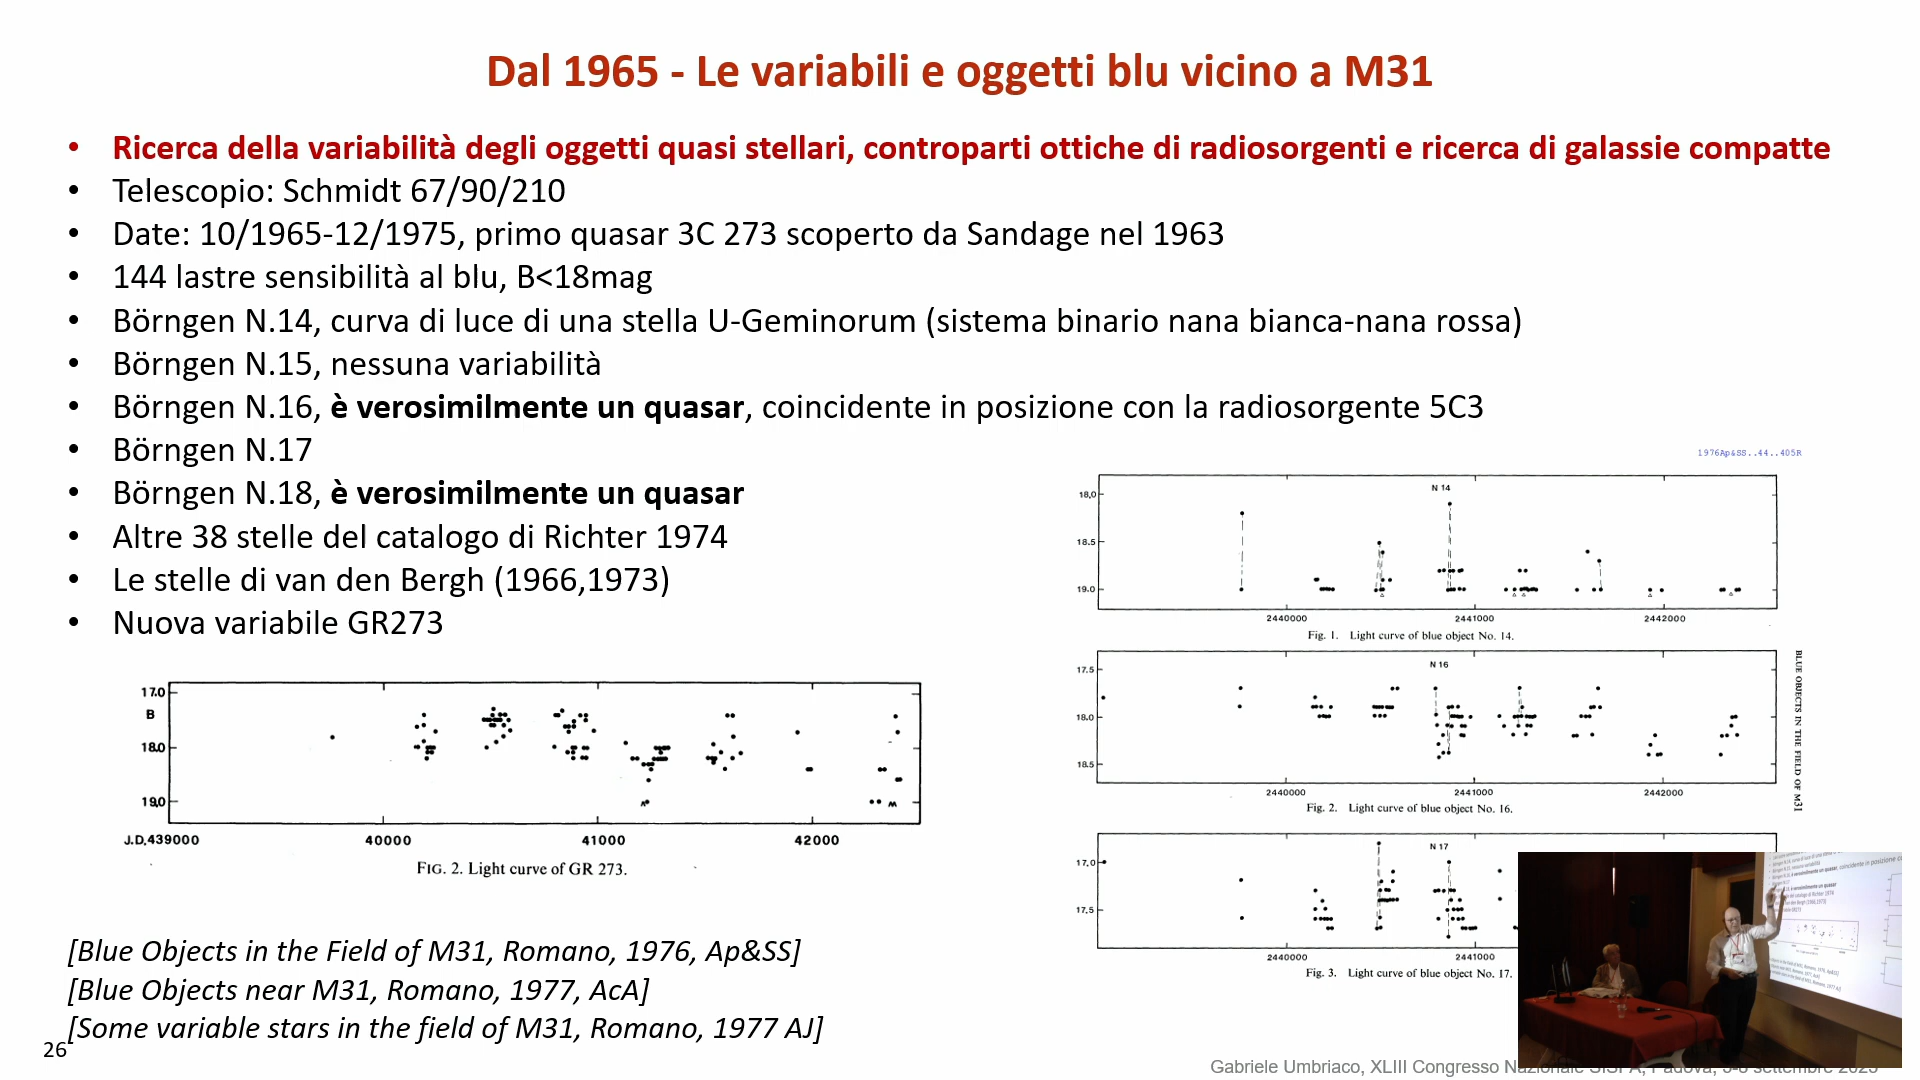 Dal 1965 - Le variabili e oggetti blu vicino a M31
• Ricerca della variabilità degli oggetti quasi stellari, controparti ottiche di radiosorgenti e ricerca di galassie compatte
• Telescopio: Schmidt 67/90/210
• Date: 10/1965-12/1975, primo quasar 3C 273 scoperto da Sandage nel 1963
• 144 lastre sensibilità al blu, B<18mag
• Börngen N.14, curva di luce di una stella U-Geminorum (sistema binario nana bianca-nana rossa)
• Börngen N.15, nessuna variabilità
• Börngen N.16, è verosimilmente un quasar, coincidente in posizione con la radiosorgente 5C3
• Börngen N.17
• Börngen N.18, è verosimilmente un quasar
• Altre 38 stelle del catalogo di Richter 1974
• Le stelle di van den Bergh (1966,1973)
• Nuova variabile GR273
17.0
B
18.0
19.0
J.D.439000 40000 41000 42000
FIG. 2. Light curve of GR 273.
1976Ap&SS..44..405R
N 14
18,0
18.5
19.0
2440000 2441000 2442000
Fig. 1. Light curve of blue object No. 14.
N 16
17.5
18.0
18.5
2440000 2441000 2442000
Fig. 2. Light curve of blue object No. 16.
BLUE OBJECTS IN THE FIELD OF M31
N 17
17,0
17,5
2440000 2441000
Fig. 3. Light curve of blue object No. 17.
[Blue Objects in the Field of M31, Romano, 1976, Ap&SS]
[Blue Objects near M31, Romano, 1977, AcA]
[Some variable stars in the field of M31, Romano, 1977 AJ]
26
Gabriele Umbriaco, XLIII Congresso